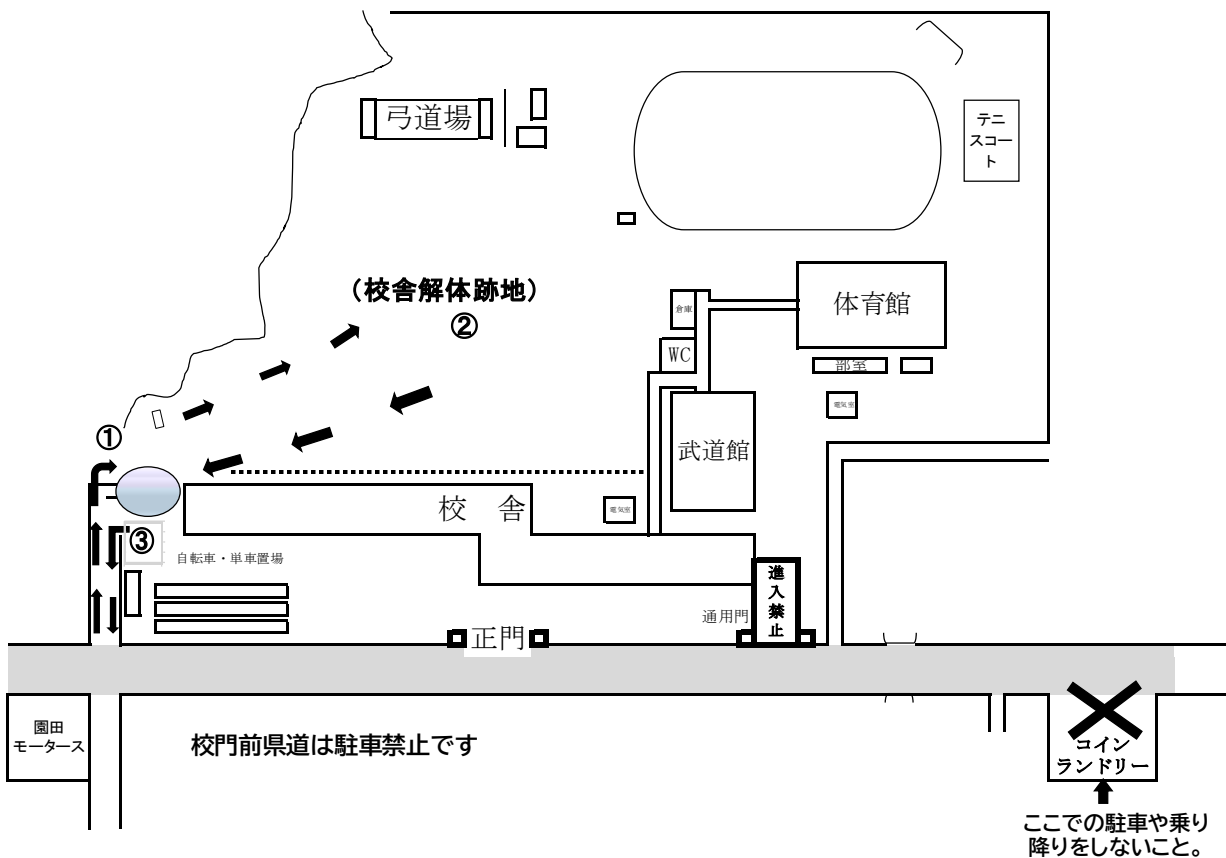 弓道場
テニ
スコー
ト
(校舎解体跡地)
②
倉庫
体育館
WC
部室
電気室
①
武道館
校 舎
電気室
③
自転車・単車置場
進入禁止
通用門
正門
園田
モータース
校門前県道は駐車禁止です
コイン
ランドリー
ここでの駐車や乗り
降りをしないこと。